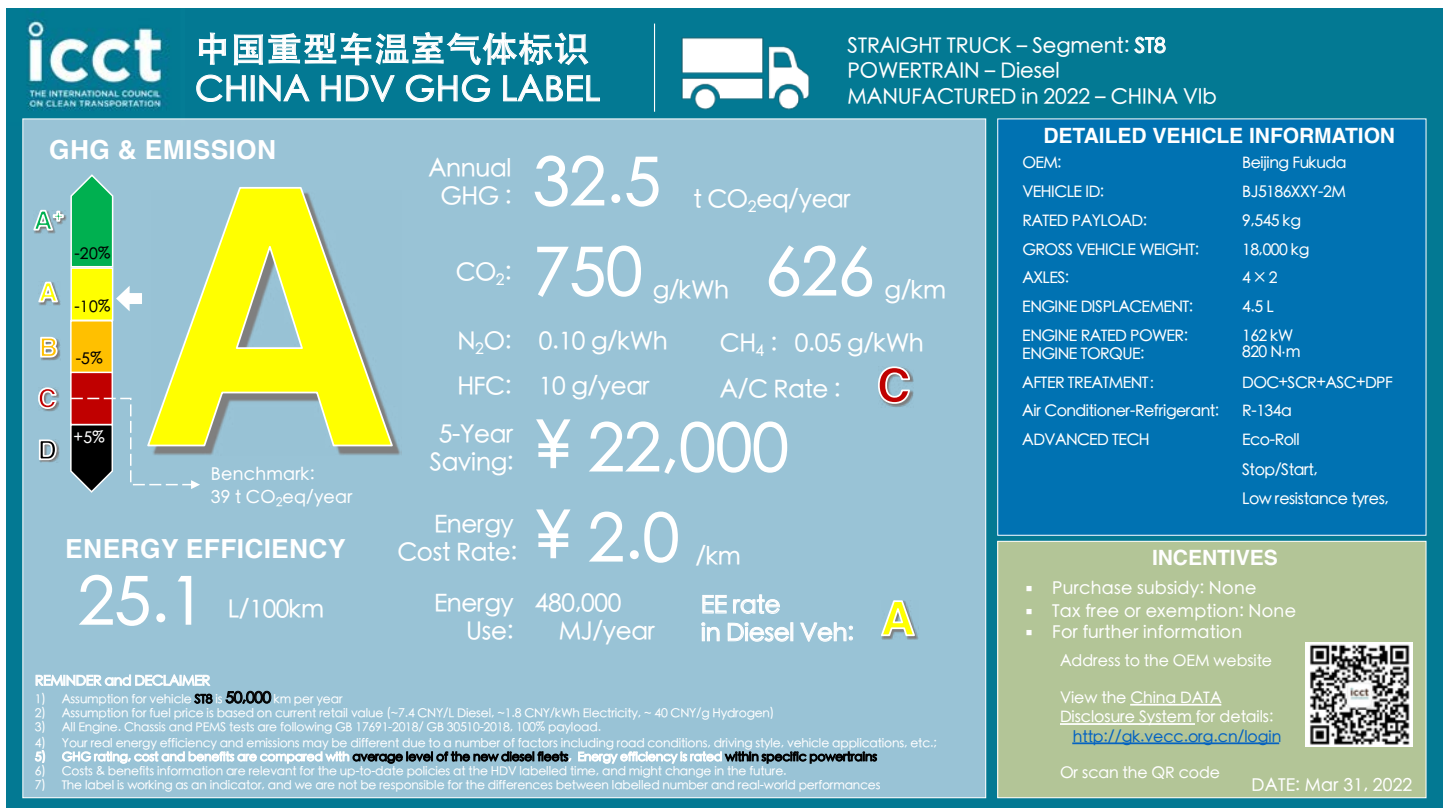 icct
THE INTERNATIONAL COUNCIL
ON CLEAN TRANSPORTATION
中国重型车温室气体标识
CHINA HDV GHG LABEL
STRAIGHT TRUCK – Segment: ST8
POWERTRAIN – Diesel
MANUFACTURED in 2022 – CHINA VIb
GHG & EMISSION
A+
-20%
A
-10%
B
-5%
C
+5%
D
A
Benchmark:
39 t CO₂eq/year
Annual
GHG : 32.5 t CO₂eq/year
CO₂: 750 g/kWh 626 g/km
N₂O: 0.10 g/kWh CH₄ : 0.05 g/kWh
HFC: 10 g/year A/C Rate : C
5-Year
Saving: ¥ 22,000
Energy
Cost Rate: ¥ 2.0 /km
Energy 480,000 EE rate
Use: MJ/year in Diesel Veh: A
ENERGY EFFICIENCY
25.1 L/100km
REMINDER and DECLAIMER
1) Assumption for vehicle ST8 is 50,000 km per year
2) Assumption for fuel price is based on current retail value (~7.4 CNY/L Diesel, ~1.8 CNY/kWh Electricity, ~ 40 CNY/g Hydrogen)
3) All Engine, Chassis and PEMS tests are following GB 17691-2018/ GB 30510-2018, 100% payload.
4) Your real energy efficiency and emissions may be different due to a number of factors including road conditions, driving style, vehicle applications, etc.;
5) GHG rating, cost and benefits are compared with average level of the new diesel fleets. Energy efficiency is rated within specific powertrains
6) Costs & benefits information are relevant for the up-to-date policies at the HDV labelled time, and might change in the future.
7) The label is working as an indicator, and we are not be responsible for the differences between labelled number and real-world performances
DETAILED VEHICLE INFORMATION
OEM: Beijing Fukuda
VEHICLE ID: BJ5186XXY-2M
RATED PAYLOAD: 9,545 kg
GROSS VEHICLE WEIGHT: 18,000 kg
AXLES: 4×2
ENGINE DISPLACEMENT: 4.5 L
ENGINE RATED POWER: 162 kW
ENGINE TORQUE: 820 N·m
AFTER TREATMENT: DOC+SCR+ASC+DPF
Air Conditioner-Refrigerant: R-134a
ADVANCED TECH Eco-Roll
Stop/Start,
Low resistance tyres,
INCENTIVES
▪ Purchase subsidy: None
▪ Tax free or exemption: None
▪ For further information
Address to the OEM website
View the China DATA
Disclosure System for details:
http://gk.vecc.org.cn/login
Or scan the QR code
icct
DATE: Mar 31, 2022